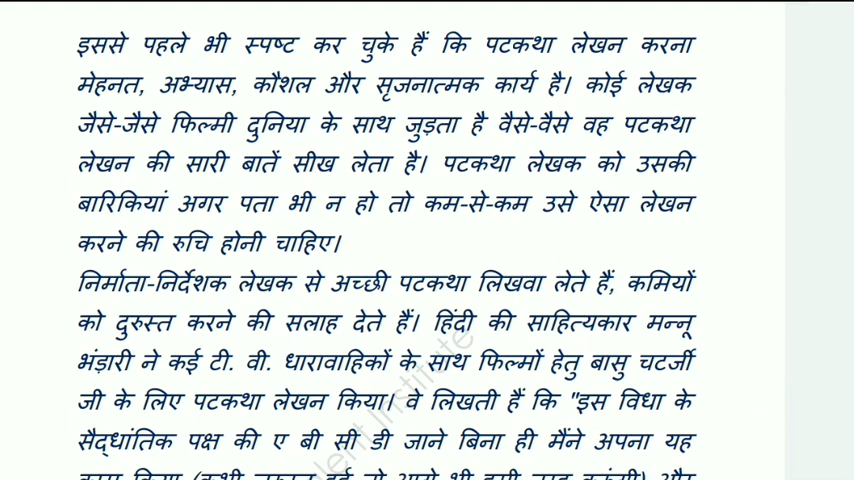 इससे पहले भी स्पष्ट कर चुके हैं कि पटकथा लेखन करना
मेहनत, अभ्यास, कौशल और सृजनात्मक कार्य है। कोई लेखक
जैसे-जैसे फिल्मी दुनिया के साथ जुड़ता है वैसे-वैसे वह पटकथा
लेखन की सारी बातें सीख लेता है। पटकथा लेखक को उसकी
बारिकियां अगर पता भी न हो तो कम-से-कम उसे ऐसा लेखन
करने की रुचि होनी चाहिए।
निर्माता-निर्देशक लेखक से अच्छी पटकथा लिखवा लेते हैं, कमियों
को दुरुस्त करने की सलाह देते हैं। हिंदी की साहित्यकार मन्नू
भंड़ारी ने कई टी. वी. धारावाहिकों के साथ फिल्मों हेतु बासु चटर्जी
जी के लिए पटकथा लेखन किया। वे लिखती हैं कि "इस विधा के
सैद्धांतिक पक्ष की ए बी सी डी जाने बिना ही मैंने अपना यह
Institute